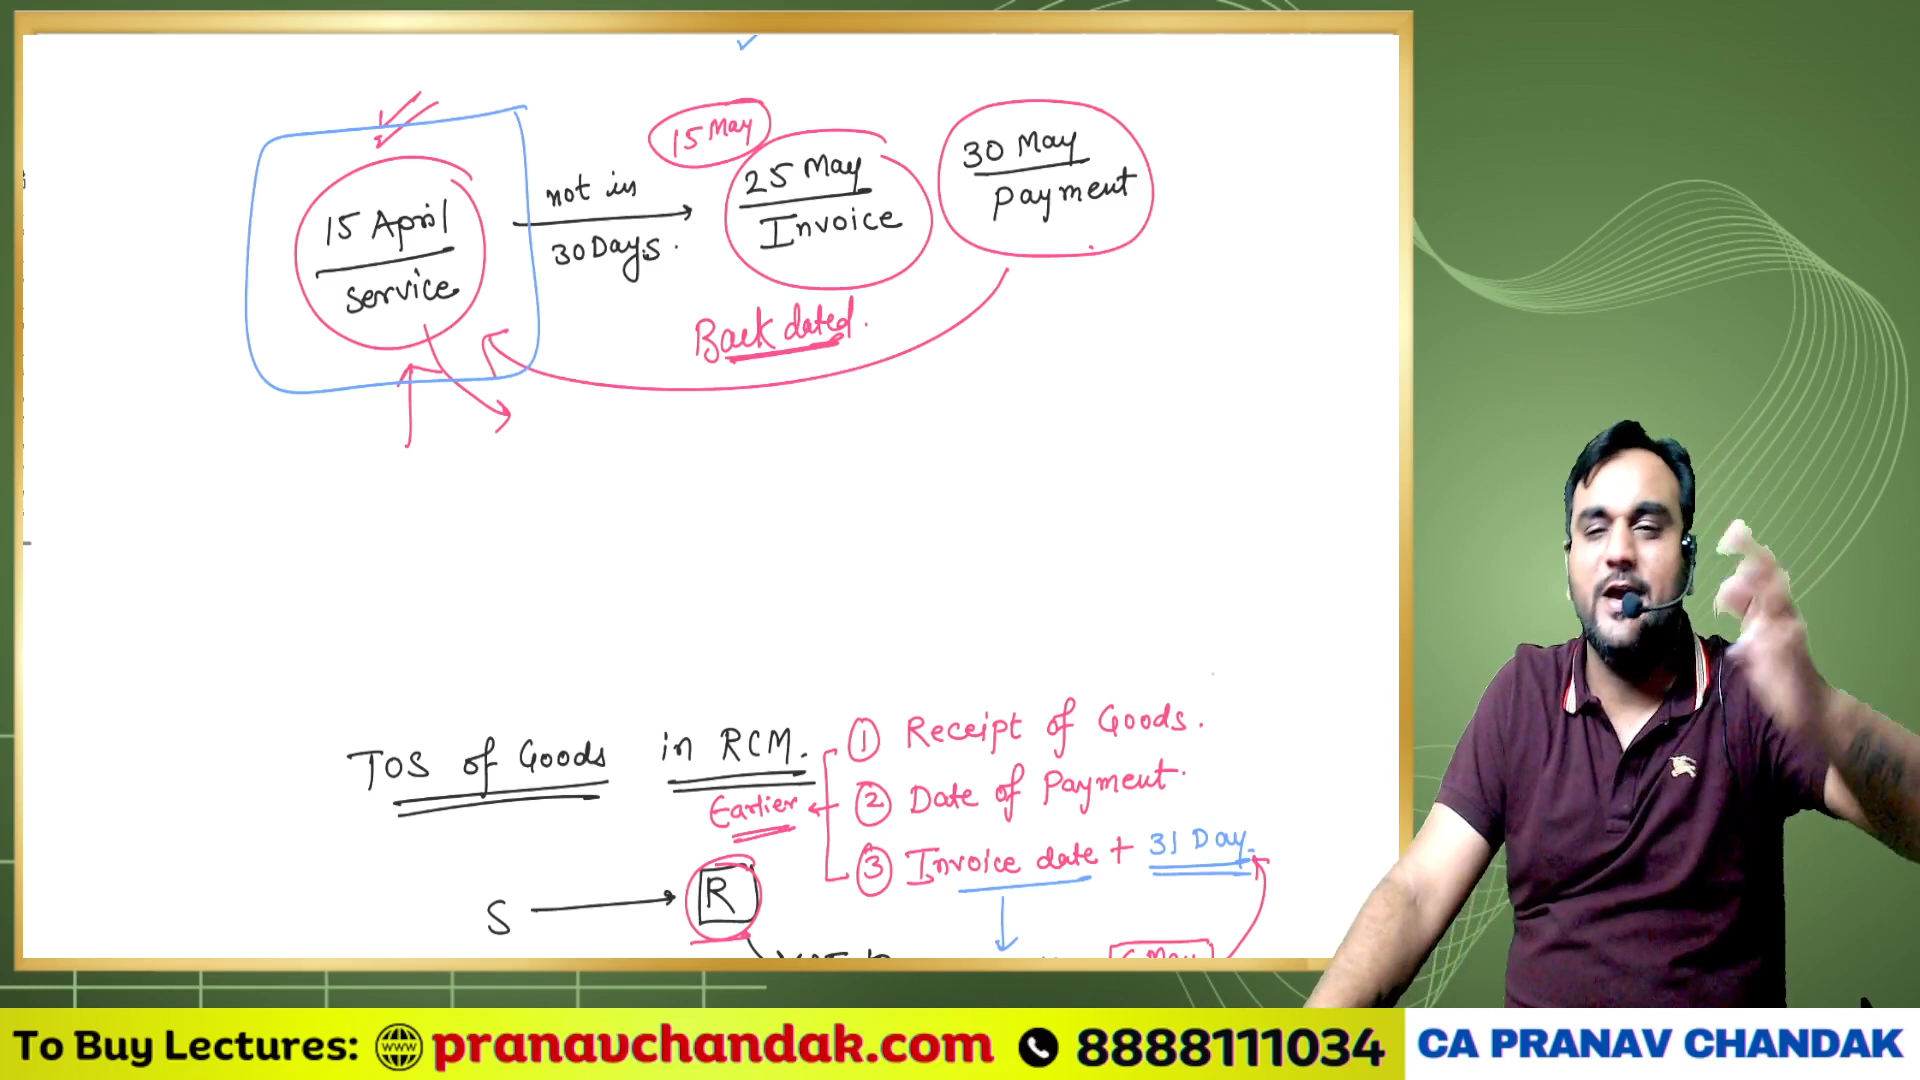 15 April
service
not in
30 Days.
15 May
25 May
Invoice
30 May
Payment
Back dated.
TOS of Goods in RCM.
Earlier
① Receipt of Goods.
② Date of Payment.
③ Invoice date + 31 Day.
S
R
To Buy Lectures: www pranavchandak.com 8888111034 CA PRANAV CHANDAK